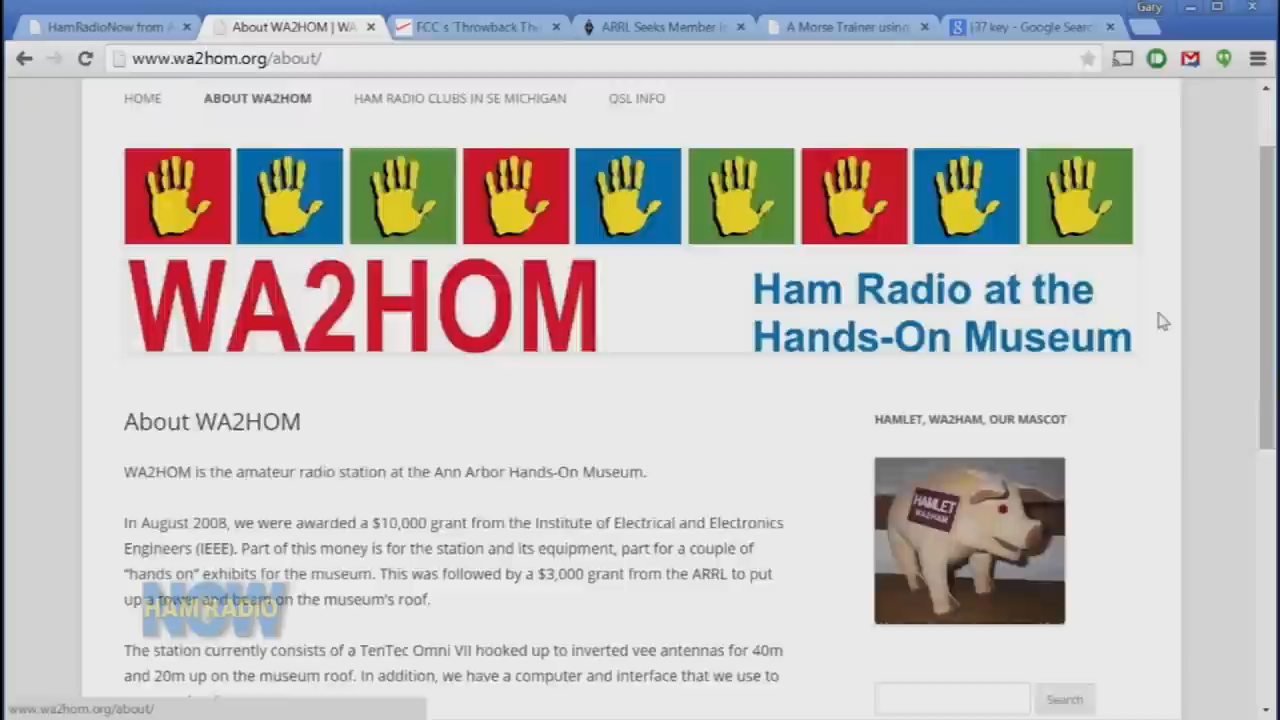 Gary
HamRadioNow from A
About WA2HOM | WA
FCC s 'Throwback Th
ARRL Seeks Member I
A Morse Trainer using
J37 key - Google Searc
www.wa2hom.org/about/
HOME ABOUT WA2HOM HAM RADIO CLUBS IN SE MICHIGAN QSL INFO
WA2HOM
Ham Radio at the
Hands-On Museum
About WA2HOM
WA2HOM is the amateur radio station at the Ann Arbor Hands-On Museum.
In August 2008, we were awarded a $10,000 grant from the Institute of Electrical and Electronics
Engineers (IEEE). Part of this money is for the station and its equipment, part for a couple of
“hands on” exhibits for the museum. This was followed by a $3,000 grant from the ARRL to put
up a tower and beam on the museum's roof.
The station currently consists of a TenTec Omni VII hooked up to inverted vee antennas for 40m
and 20m up on the museum roof. In addition, we have a computer and interface that we use to
HAMLET, WA2HAM, OUR MASCOT
HAMLET
WA2HAM
Search
HAM RADIO
NOW
www.wa2hom.org/about/